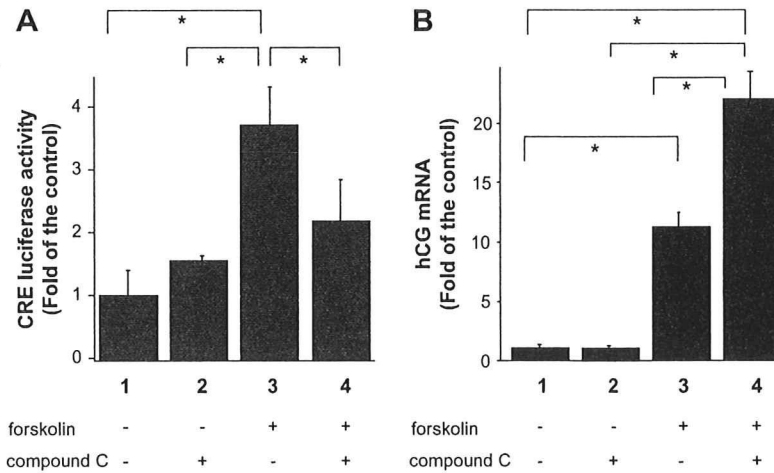 A
*
* *
CRE luciferase activity
(Fold of the control)
4
3
2
1
0
1 2 3 4
forskolin - - + +
compound C - + - +
B
*
*
*
*
hCG mRNA
(Fold of the control)
20
15
10
5
0
1 2 3 4
forskolin - - + +
compound C - + - +